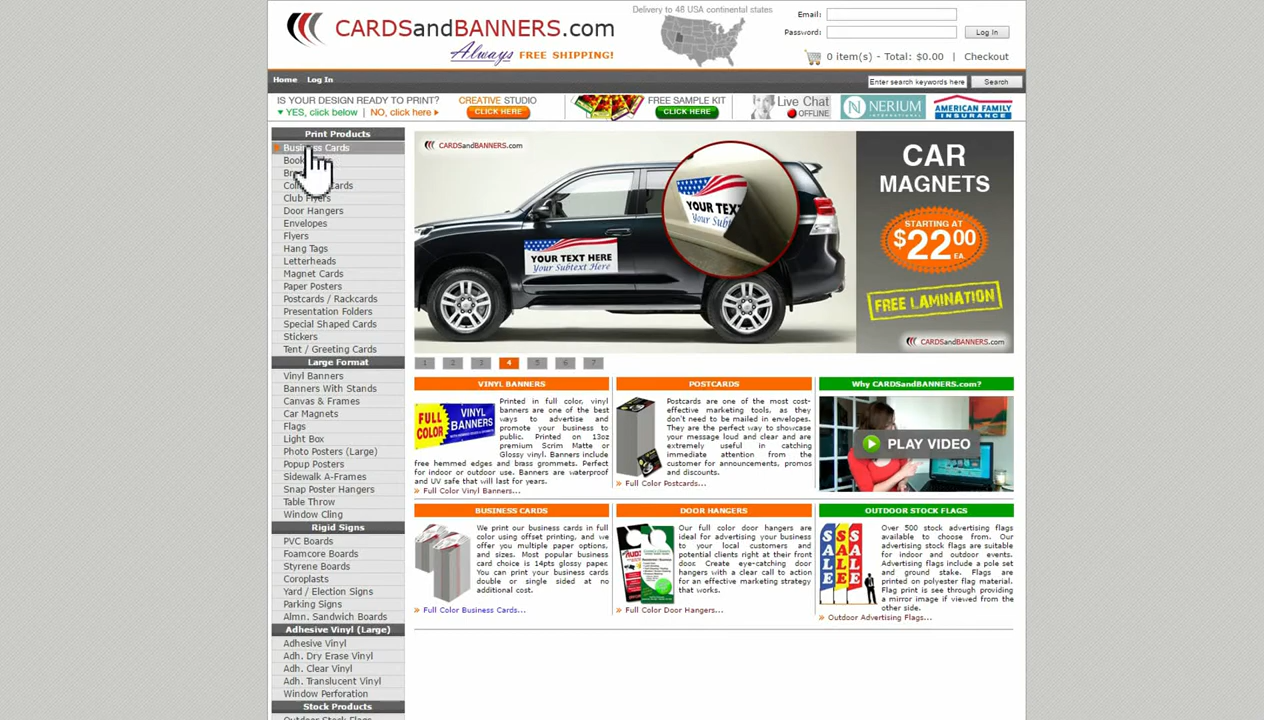 CARDSandBANNERS.com
Always FREE SHIPPING!
Delivery to 48 USA continental states
Email:
Password:
Log In
0 item(s) - Total: $0.00 | Checkout
Home
Log In
Enter search keywords here
Search
IS YOUR DESIGN READY TO PRINT?
YES, click below | NO, click here
CREATIVE STUDIO
CLICK HERE
FREE SAMPLE KIT
CLICK HERE
Live Chat
OFFLINE
N NERIUM
INTERNATIONAL
AMERICAN FAMILY
INSURANCE
Print Products
Business Cards
Club Flyers
Door Hangers
Envelopes
Flyers
Hang Tags
Letterheads
Magnet Cards
Paper Posters
Postcards / Rackcards
Presentation Folders
Special Shaped Cards
Stickers
Tent / Greeting Cards
Large Format
Vinyl Banners
Banners With Stands
Canvas & Frames
Car Magnets
Flags
Light Box
Photo Posters (Large)
Popup Posters
Sidewalk A-Frames
Snap Poster Hangers
Table Throw
Window Cling
Rigid Signs
PVC Boards
Foamcore Boards
Styrene Boards
Coroplasts
Yard / Election Signs
Parking Signs
Almn. Sandwich Boards
Adhesive Vinyl (Large)
Adhesive Vinyl
Adh. Dry Erase Vinyl
Adh. Clear Vinyl
Adh. Translucent Vinyl
Window Perforation
Stock Products
Outdoor Stock Flags
CARDSandBANNERS.com
YOUR TEXT HERE
Your Subtext Here
YOUR TEXT
Your Sub
CAR
MAGNETS
STARTING AT
$22.00
EA.
FREE LAMINATION
CARDSandBANNERS.com
1 2 3 4 5 6 7
VINYL BANNERS
FULL COLOR VINYL BANNERS
Printed in full color, vinyl
banners are one of the best
ways to advertise and
promote your business to
public. Printed on 13oz
premium Scrim Matte or
Glossy vinyl. Banners include
free hemmed edges and brass grommets. Perfect
for indoor or outdoor use. Banners are waterproof
and UV safe that will last for years.
Full Color Vinyl Banners...
POSTCARDS
Postcards are one of the most cost-
effective marketing tools, as they
don't need to be mailed in envelopes.
They are the perfect way to showcase
your message loud and clear and are
extremely useful in catching
immediate attention from the
customer for announcements, promos
and discounts.
Full Color Postcards...
Why CARDSandBANNERS.com?
PLAY VIDEO
BUSINESS CARDS
We print our business cards in full
color using offset printing, and we
offer you multiple paper options,
and sizes. Most popular business
card choice is 14pts glossy paper.
You can print your business cards
double or single sided at no
additional cost.
Full Color Business Cards...
DOOR HANGERS
Our full color door hangers are
ideal for advertising your business
to your local customers and
potential clients right at their front
door. Create eye-catching door
hangers with a clear call to action
for an effective marketing strategy
that works.
Full Color Door Hangers...
OUTDOOR STOCK FLAGS
SALE SALE SALE
Over 500 stock advertising flags
available to choose from. Our
advertising stock flags are suitable
for indoor and outdoor events.
Advertising flags include a pole set
and ground stake. Flags are
printed on polyester flag material.
Flag print is see through providing
a mirror image if viewed from the
other side.
Outdoor Advertising Flags...